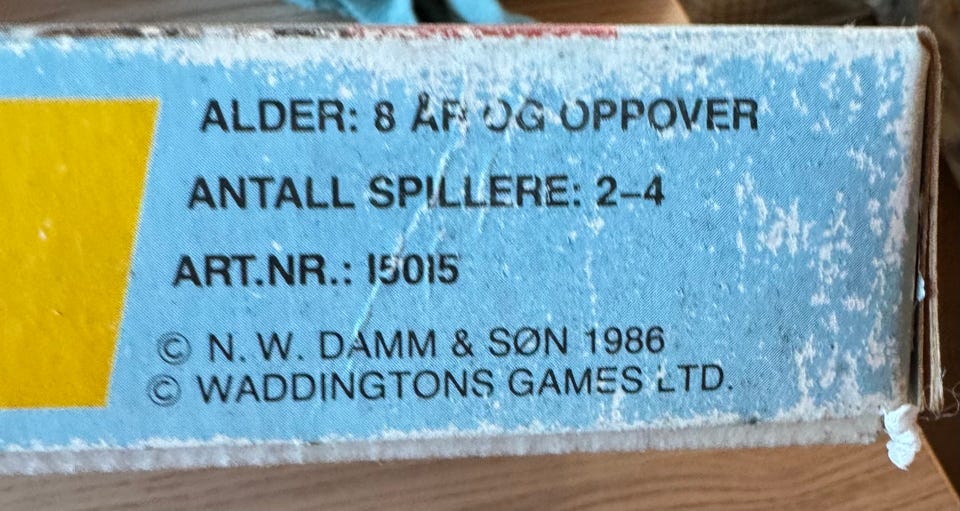 ALDER: 8 ÅR OG OPPOVER
ANTALL SPILLERE: 2–4
ART.NR.: 15015
© N. W. DAMM & SØN 1986
© WADDINGTONS GAMES LTD.